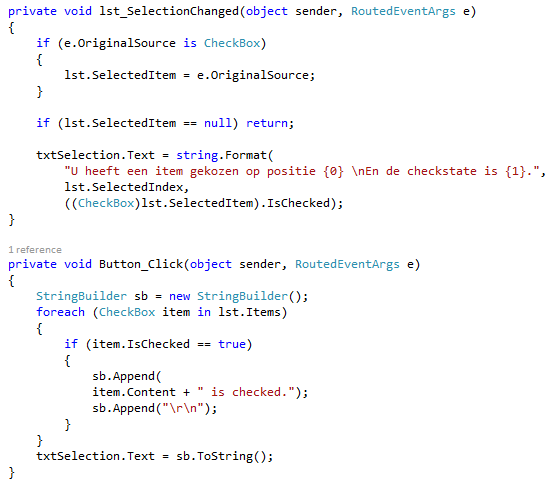 private void lst_SelectionChanged(object sender, RoutedEventArgs e)
{
    if (e.OriginalSource is CheckBox)
    {
        lst.SelectedItem = e.OriginalSource;
    }

    if (lst.SelectedItem == null) return;

    txtSelection.Text = string.Format(
        "U heeft een item gekozen op positie {0} \nEn de checkstate is {1}.",
        lst.SelectedIndex,
        ((CheckBox)lst.SelectedItem).IsChecked);
}

1 reference
private void Button_Click(object sender, RoutedEventArgs e)
{
    StringBuilder sb = new StringBuilder();
    foreach (CheckBox item in lst.Items)
    {
        if (item.IsChecked == true)
        {
            sb.Append(
            item.Content + " is checked.");
            sb.Append("\r\n");
        }
    }
    txtSelection.Text = sb.ToString();
}